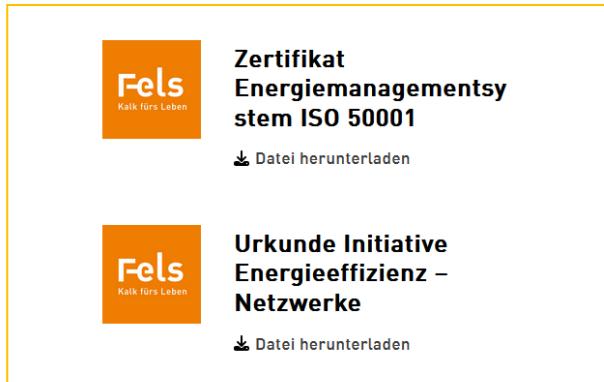 Fels
Kalk fürs Leben
Zertifikat
Energiemanagementsy
stem ISO 50001
Datei herunterladen
Fels
Kalk fürs Leben
Urkunde Initiative
Energieeffizienz –
Netzwerke
Datei herunterladen